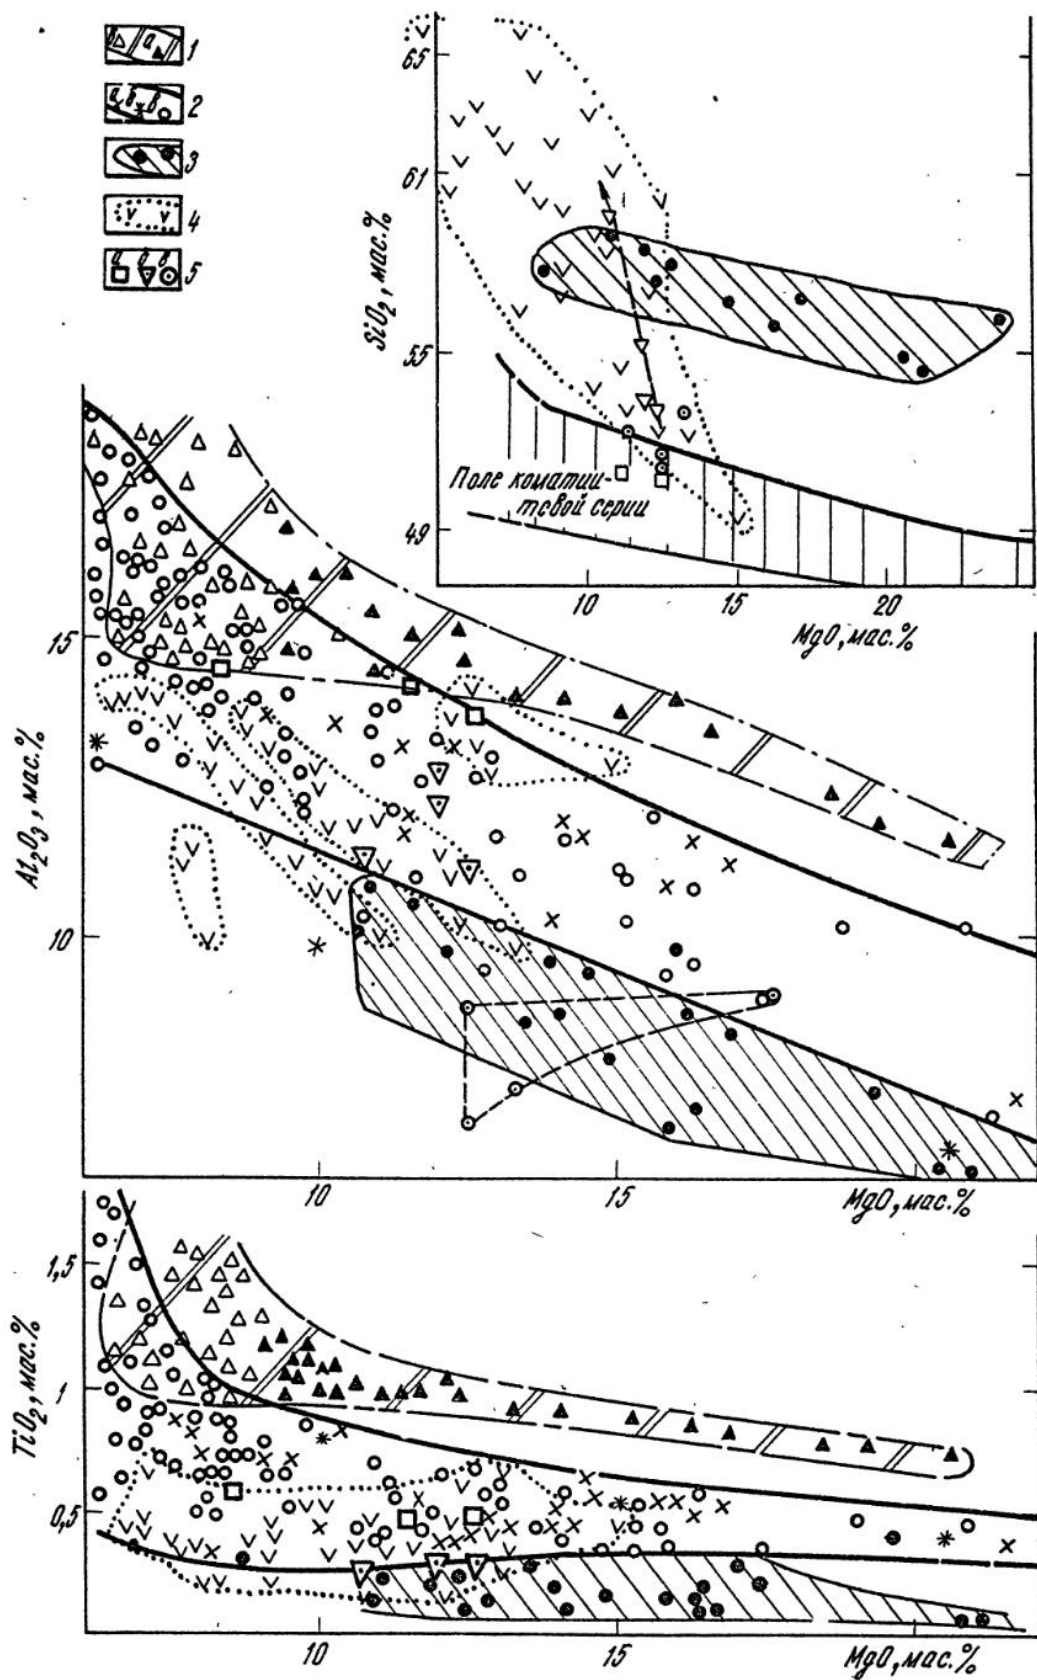 б а 1
а б в 2
3
4
а б в 5
65
61
55
49
SiO₂, мас.%
Поле коматии-
товой серии
10 15 20
MgO, мас.%
15
10
Al₂O₃, мас.%
10 15
MgO, мас.%
1,5
1
0,5
TiO₂, мас.%
10 15
MgO, мас.%